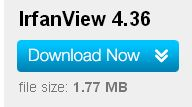 IrfanView 4.36
Download Now
file size: 1.77 MB